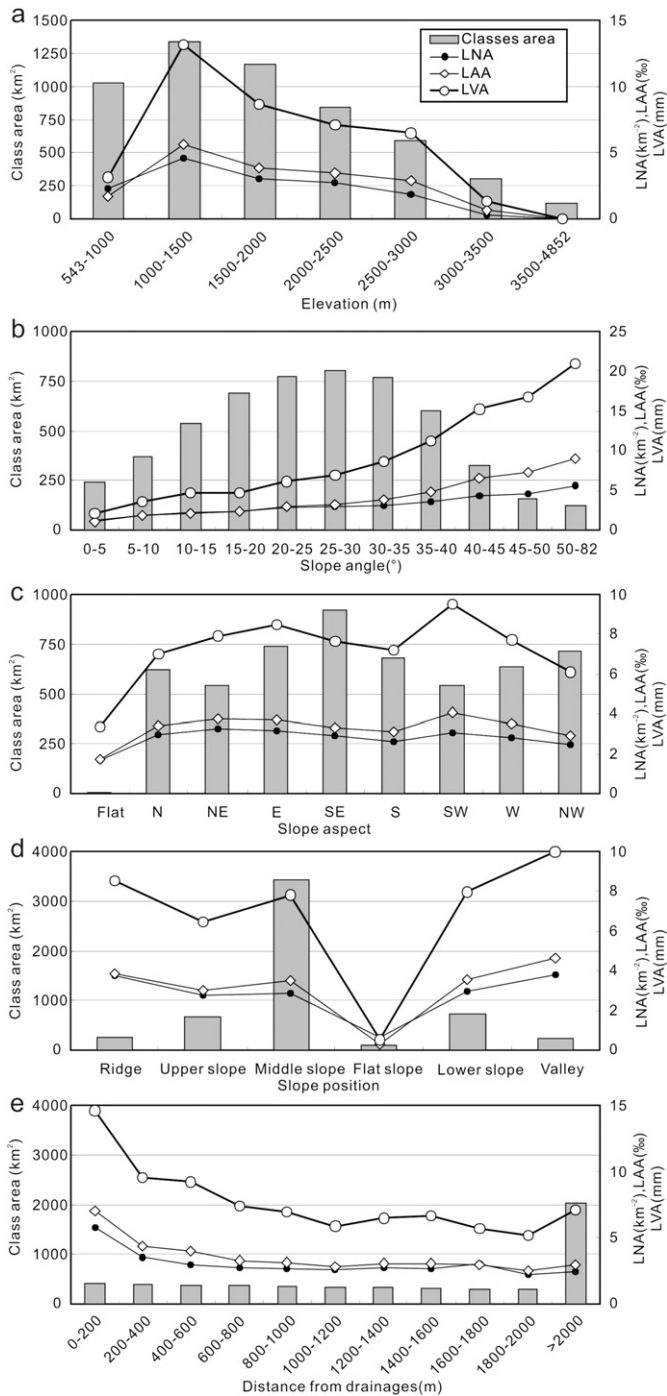 a
1500
1250
1000
750
500
250
0
Class area (km²)
15
10
5
0
LNA(km⁻²),LAA(‰)
LVA(mm)
Classes area
LNA
LAA
LVA
543-1000
1000-1500
1500-2000
2000-2500
2500-3000
3000-3500
3500-4852
Elevation (m)
b
1000
750
500
250
0
Class area (km²)
25
20
15
10
5
0
LNA(km⁻²),LAA(‰)
LVA(mm)
0-5 5-10 10-15 15-20 20-25 25-30 30-35 35-40 40-45 45-50 50-82
Slope angle(°)
c
1000
750
500
250
0
Class area (km²)
10
8
6
4
2
0
LNA(km⁻²),LAA(‰)
LVA(mm)
Flat N NE E SE S SW W NW
Slope aspect
d
4000
3000
2000
1000
0
Class area (km²)
10
8
6
4
2
0
LNA(km⁻²),LAA(‰)
LVA(mm)
Ridge Upper slope Middle slope Flat slope Lower slope Valley
Slope position
e
4000
3000
2000
1000
0
Class area (km²)
15
10
5
0
LNA(km⁻²),LAA(‰)
LVA(mm)
0-200
200-400
400-600
600-800
800-1000
1000-1200
1200-1400
1400-1600
1600-1800
1800-2000
>2000
Distance from drainages(m)